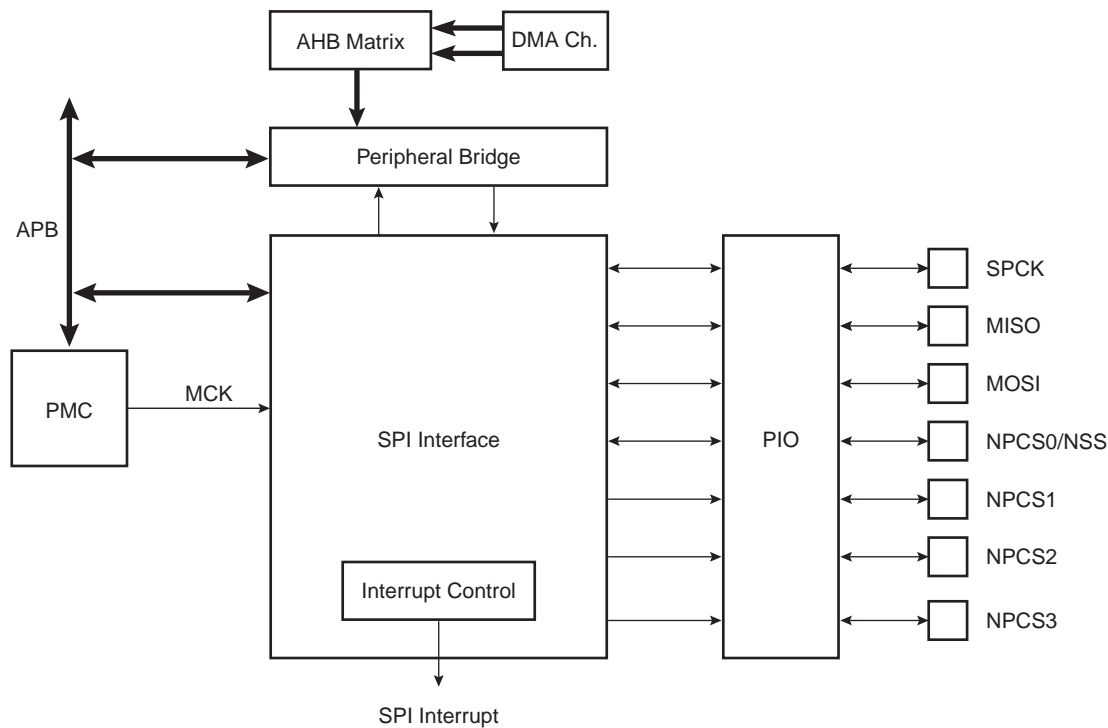 AHB Matrix
DMA Ch.
Peripheral Bridge
APB
SPCK
MISO
MCK
MOSI
PMC
SPI Interface
PIO
NPCS0/NSS
NPCS1
NPCS2
Interrupt Control
NPCS3
SPI Interrupt